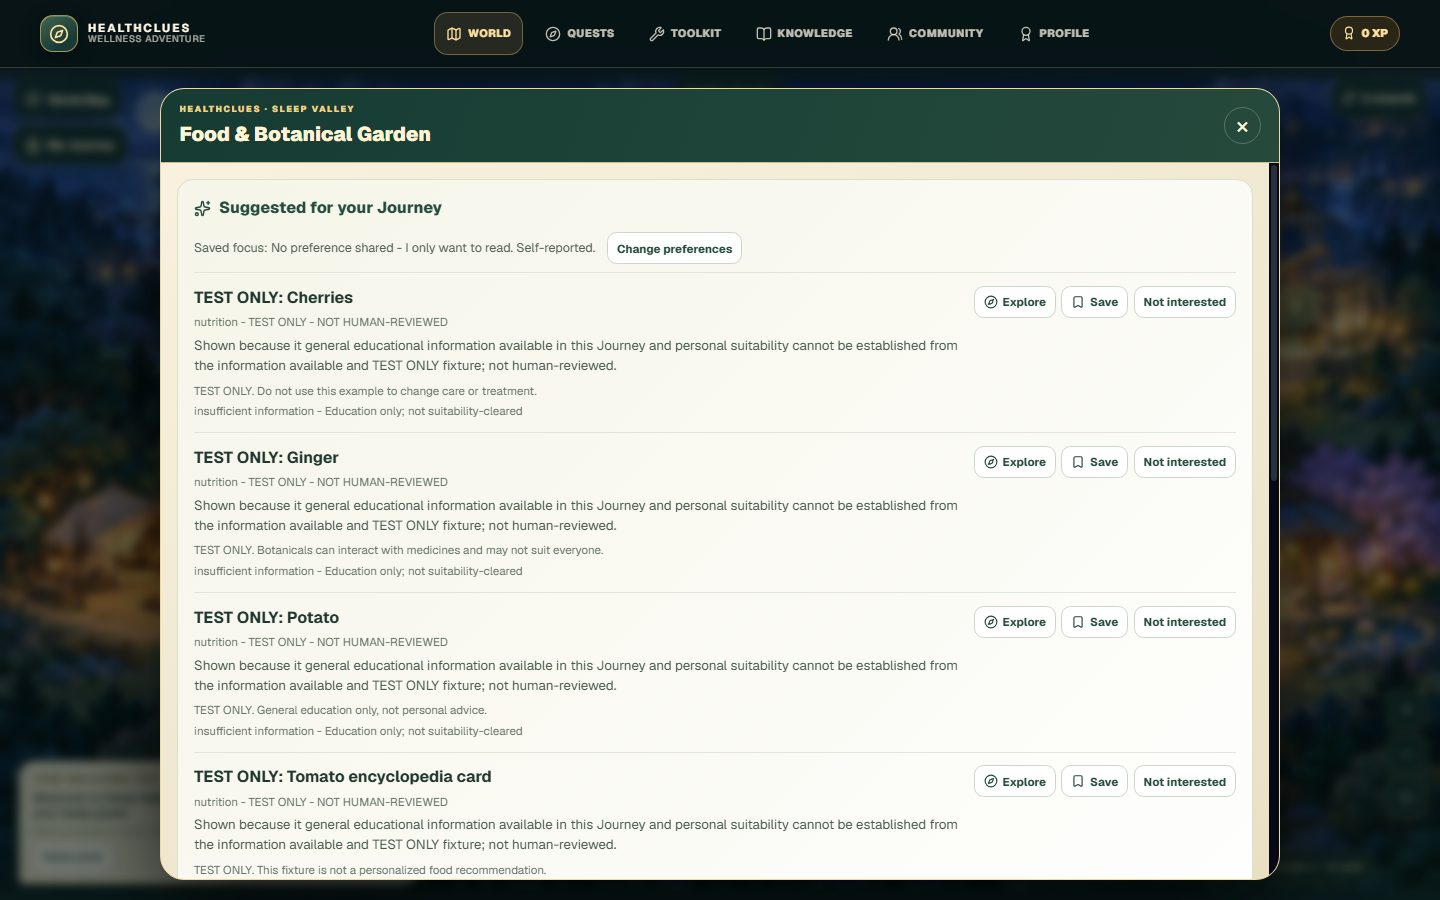 HEALTHCLUES
WELLNESS ADVENTURE
WORLD
QUESTS
TOOLKIT
KNOWLEDGE
COMMUNITY
PROFILE
0 XP
HEALTHCLUES · SLEEP VALLEY
Food & Botanical Garden
Suggested for your Journey
Saved focus: No preference shared - I only want to read. Self-reported.
Change preferences
TEST ONLY: Cherries
Explore
Save
Not interested
nutrition - TEST ONLY - NOT HUMAN-REVIEWED
Shown because it general educational information available in this Journey and personal suitability cannot be established from
the information available and TEST ONLY fixture; not human-reviewed.
TEST ONLY. Do not use this example to change care or treatment.
insufficient information - Education only; not suitability-cleared
TEST ONLY: Ginger
Explore
Save
Not interested
nutrition - TEST ONLY - NOT HUMAN-REVIEWED
Shown because it general educational information available in this Journey and personal suitability cannot be established from
the information available and TEST ONLY fixture; not human-reviewed.
TEST ONLY. Botanicals can interact with medicines and may not suit everyone.
insufficient information - Education only; not suitability-cleared
TEST ONLY: Potato
Explore
Save
Not interested
nutrition - TEST ONLY - NOT HUMAN-REVIEWED
Shown because it general educational information available in this Journey and personal suitability cannot be established from
the information available and TEST ONLY fixture; not human-reviewed.
TEST ONLY. General education only, not personal advice.
insufficient information - Education only; not suitability-cleared
TEST ONLY: Tomato encyclopedia card
Explore
Save
Not interested
nutrition - TEST ONLY - NOT HUMAN-REVIEWED
Shown because it general educational information available in this Journey and personal suitability cannot be established from
the information available and TEST ONLY fixture; not human-reviewed.
TEST ONLY. This fixture is not a personalized food recommendation.